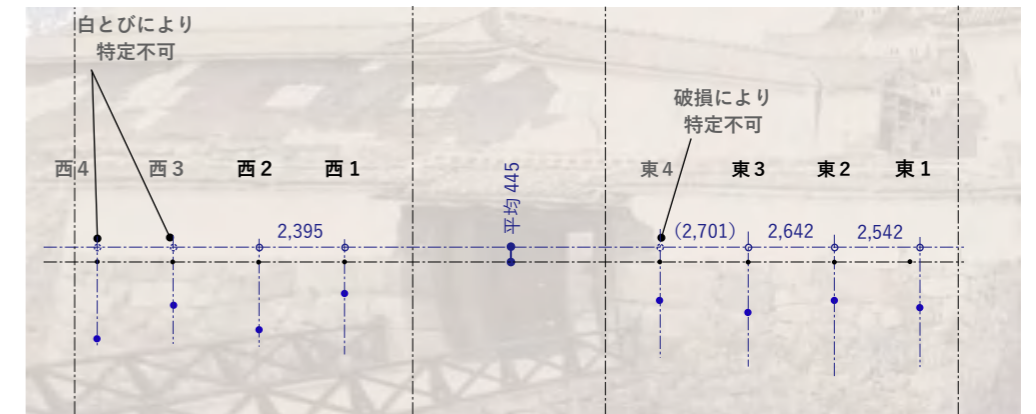 白とびにより
特定不可
破損により
特定不可
西4
西3
西2
西1
東4
東3
東2
東1
平均 445
2,395
(2,701)
2,642
2,542